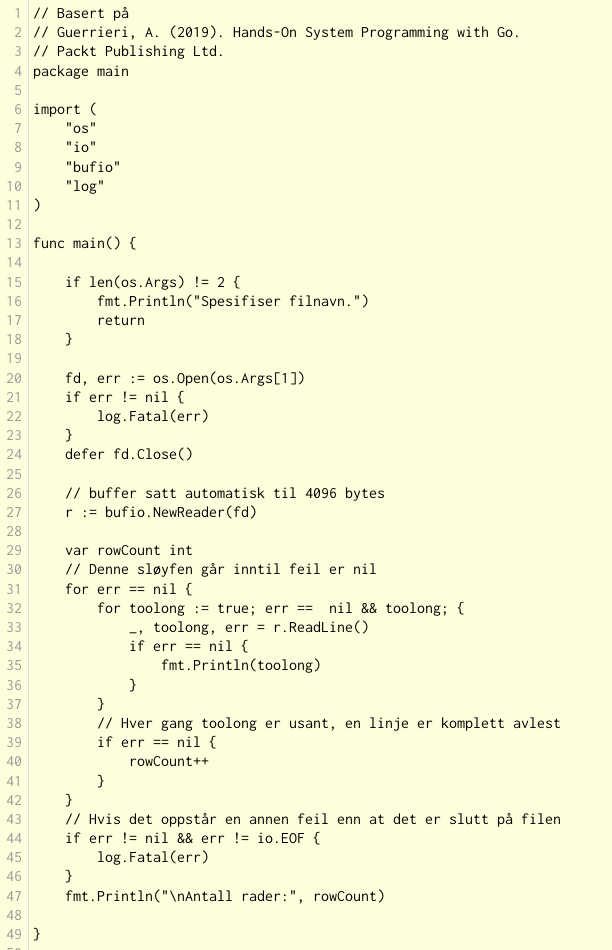 1 // Basert på
2 // Guerrieri, A. (2019). Hands-On System Programming with Go.
3 // Packt Publishing Ltd.
4 package main
5
6 import (
7     "os"
8     "io"
9     "bufio"
10     "log"
11 )
12
13 func main() {
14
15     if len(os.Args) != 2 {
16         fmt.Println("Spesifiser filnavn.")
17         return
18     }
19
20     fd, err := os.Open(os.Args[1])
21     if err != nil {
22         log.Fatal(err)
23     }
24     defer fd.Close()
25
26     // buffer satt automatisk til 4096 bytes
27     r := bufio.NewReader(fd)
28
29     var rowCount int
30     // Denne sløyfen går inntil feil er nil
31     for err == nil {
32         for toolong := true; err ==  nil && toolong; {
33             _, toolong, err = r.ReadLine()
34             if err == nil {
35                 fmt.Println(toolong)
36             }
37         }
38         // Hver gang toolong er usant, en linje er komplett avlest
39         if err == nil {
40             rowCount++
41         }
42     }
43     // Hvis det oppstår en annen feil enn at det er slutt på filen
44     if err != nil && err != io.EOF {
45         log.Fatal(err)
46     }
47     fmt.Println("\nAntall rader:", rowCount)
48
49 }